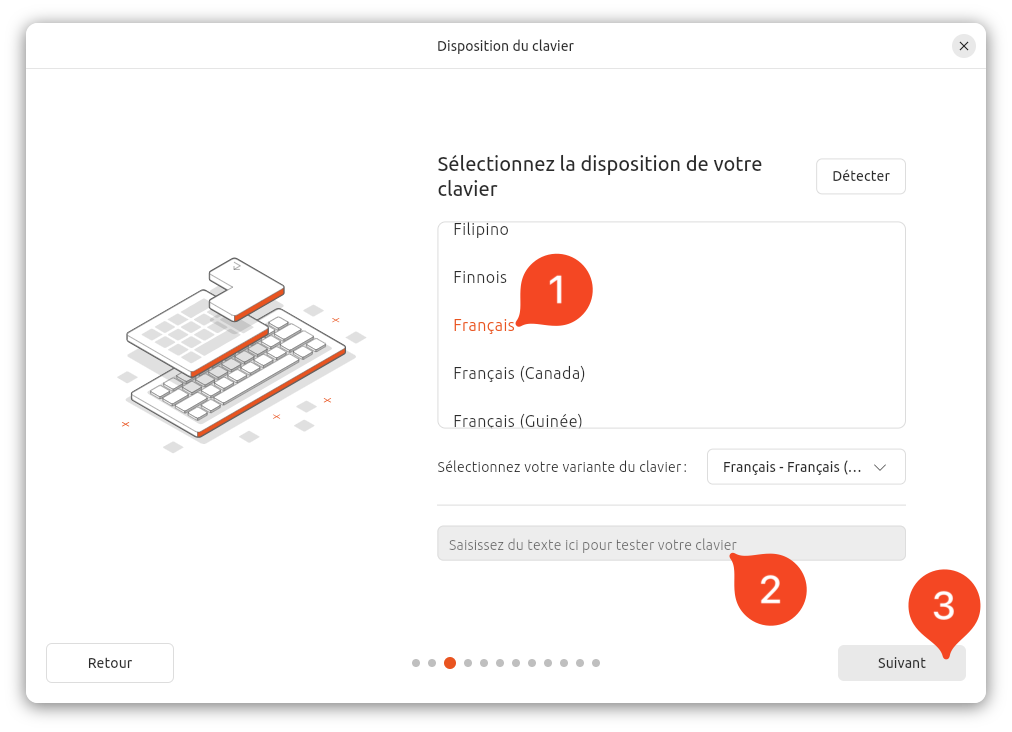 Disposition du clavier
Sélectionnez la disposition de votre
clavier
Détecter
Filipino
Finnois
1
Français
Français (Canada)
Français (Guinée)
Sélectionnez votre variante du clavier :
Français - Français (...
Saisissez du texte ici pour tester votre clavier
2
3
Retour
Suivant